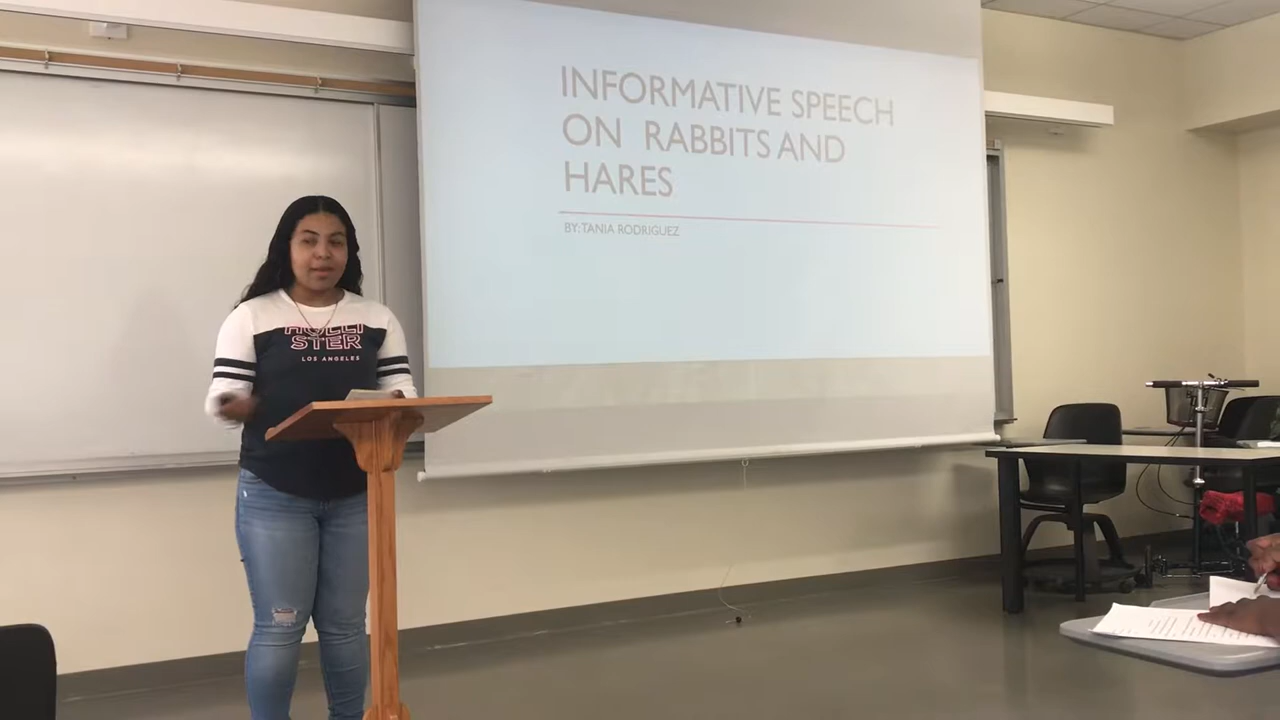 INFORMATIVE SPEECH
ON RABBITS AND
HARES
BY: TANIA RODRIGUEZ
HOLLI
STER
LOS ANGELES